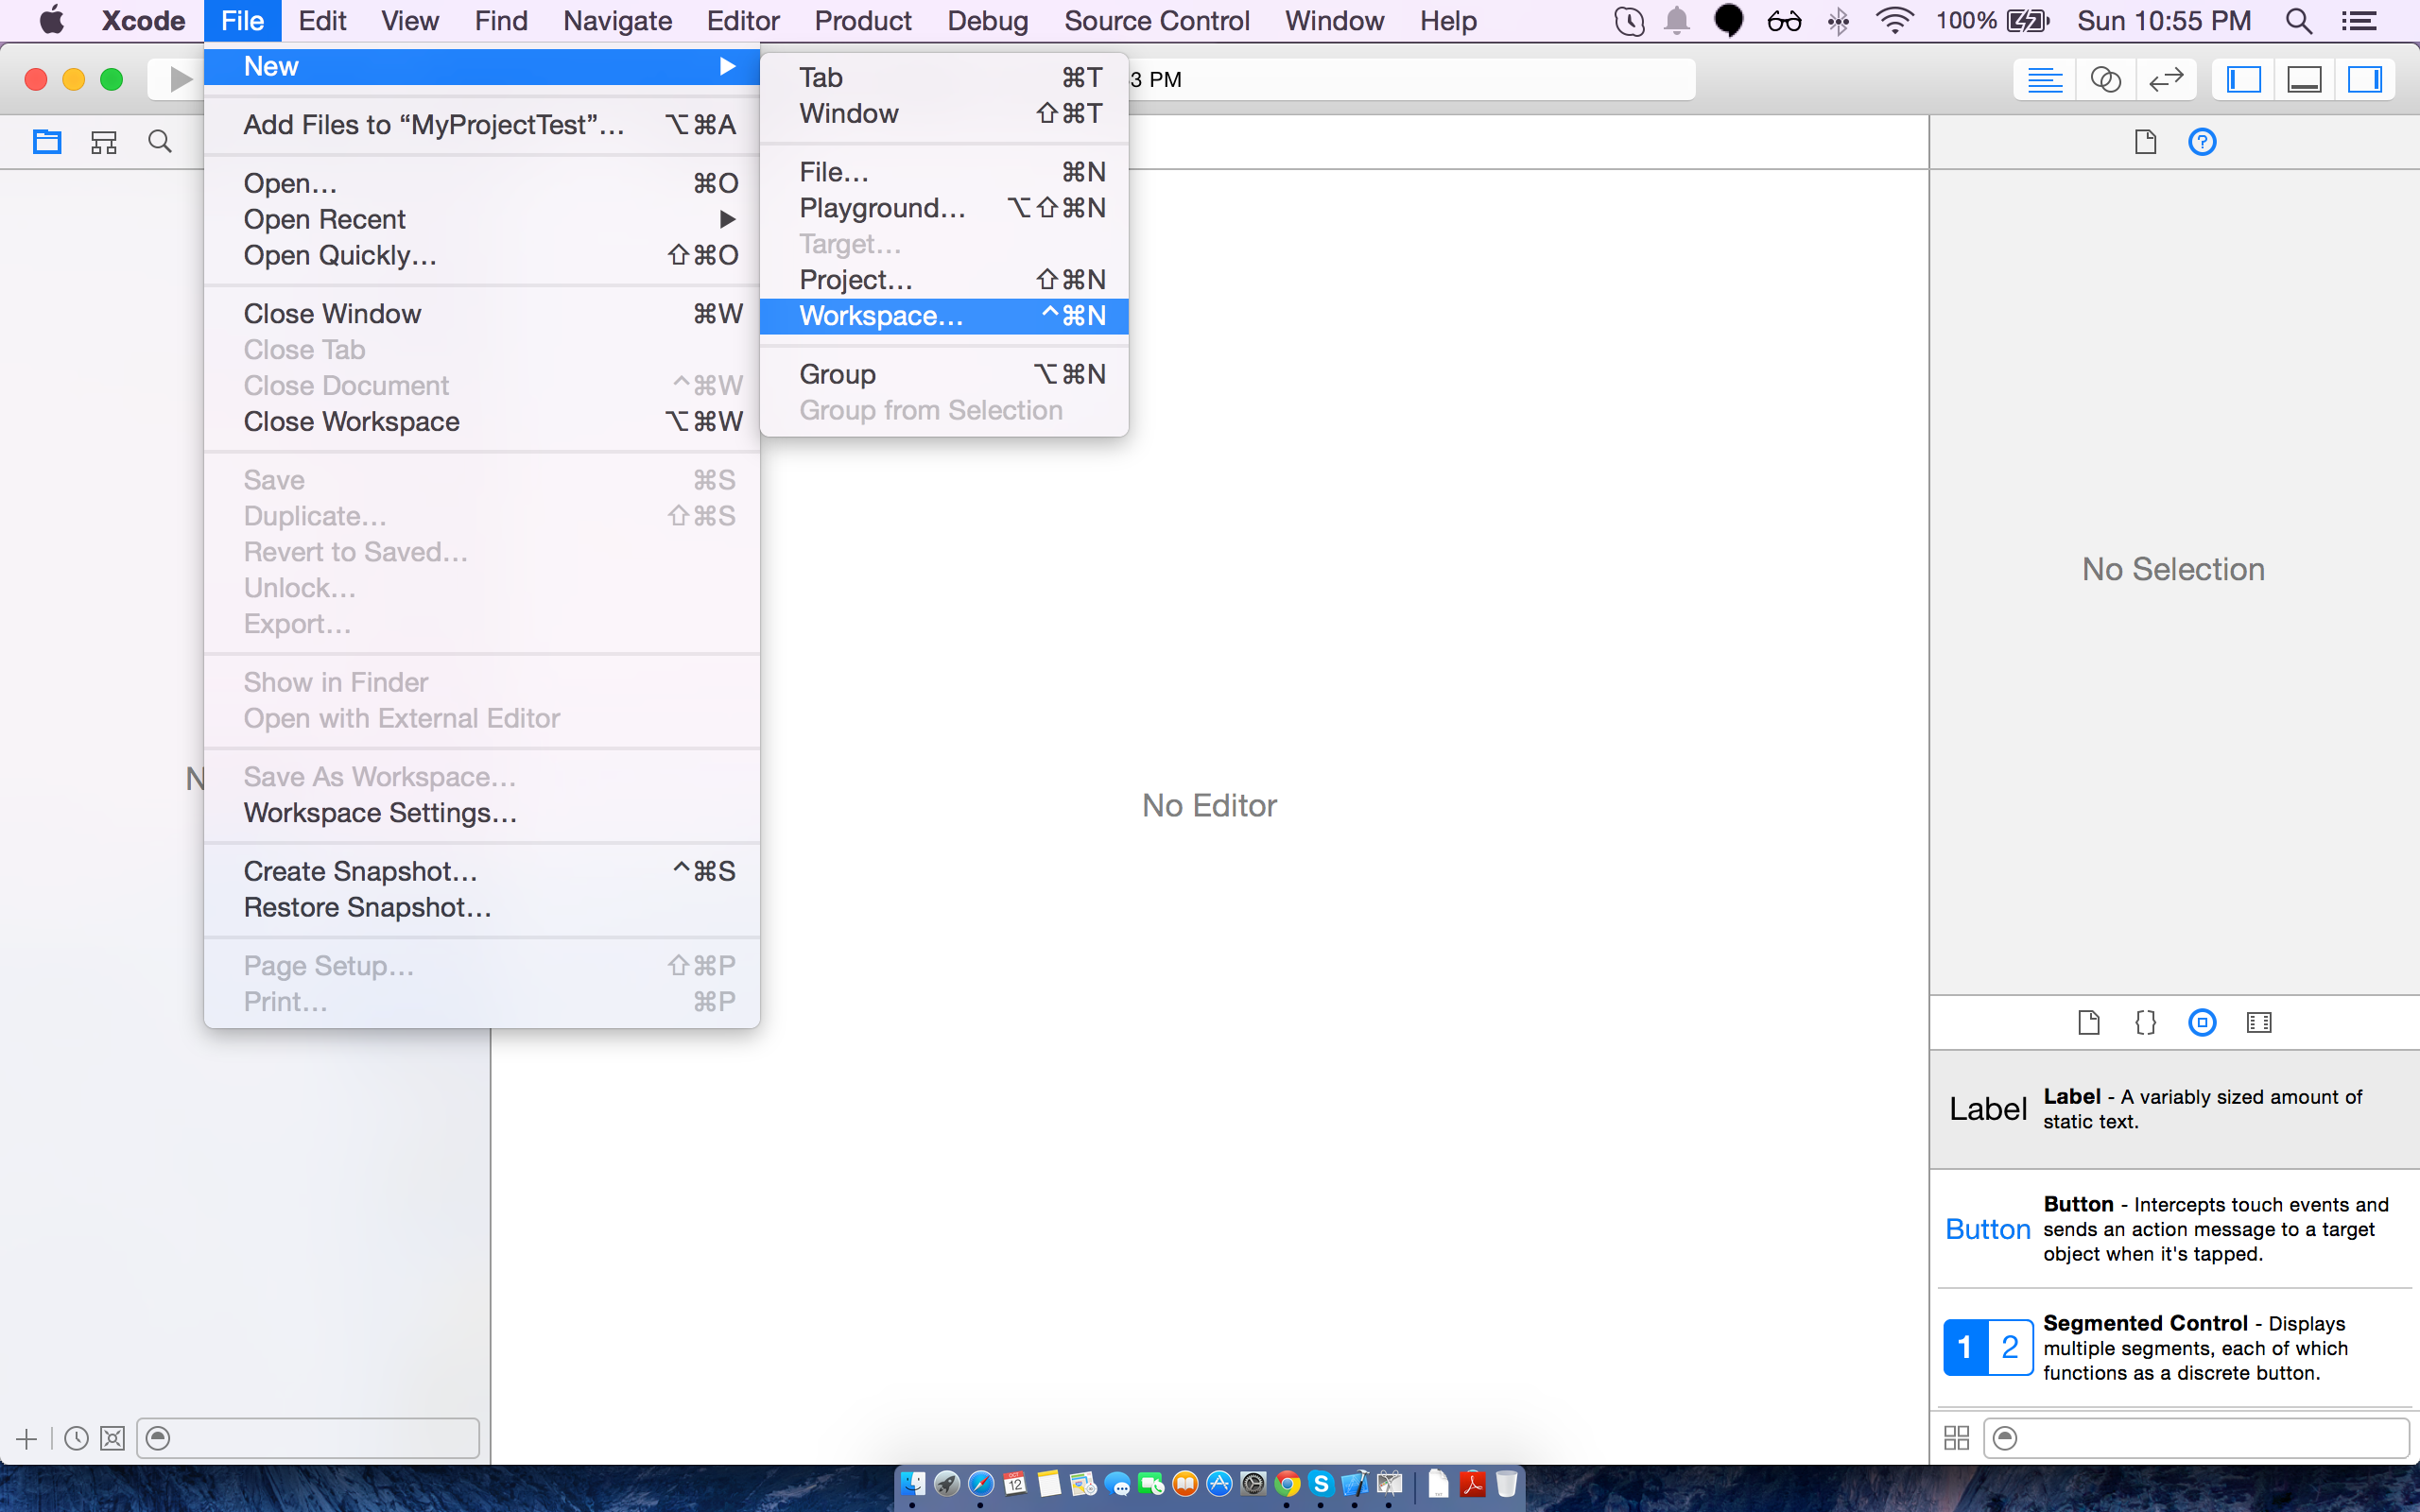 Xcode File Edit View Find Navigate Editor Product Debug Source Control Window Help 100% Sun 10:55 PM
New
3 PM
Add Files to “MyProjectTest”... ⌥⌘A
Open... ⌘O
Open Recent
Open Quickly... ⇧⌘O
Close Window ⌘W
Close Tab
Close Document ^⌘W
Close Workspace ⌥⌘W
Save ⌘S
Duplicate... ⇧⌘S
Revert to Saved...
Unlock...
Export...
Show in Finder
Open with External Editor
Save As Workspace...
Workspace Settings...
Create Snapshot... ^⌘S
Restore Snapshot...
Page Setup... ⇧⌘P
Print... ⌘P
Tab ⌘T
Window ⇧⌘T
File... ⌘N
Playground... ⌥⇧⌘N
Target...
Project... ⇧⌘N
Workspace... ^⌘N
Group ⌥⌘N
Group from Selection
No Editor
No Selection
{}
Label
Label - A variably sized amount of
static text.
Button
Button - Intercepts touch events and
sends an action message to a target
object when it's tapped.
1 2
Segmented Control - Displays
multiple segments, each of which
functions as a discrete button.
12